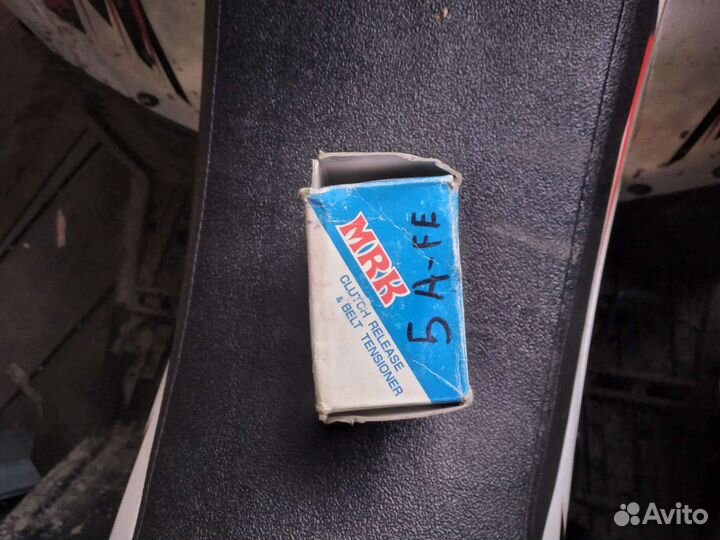 MRK
CLUTCH RELEASE
& BELT TENSIONER
5A-FE
Avito